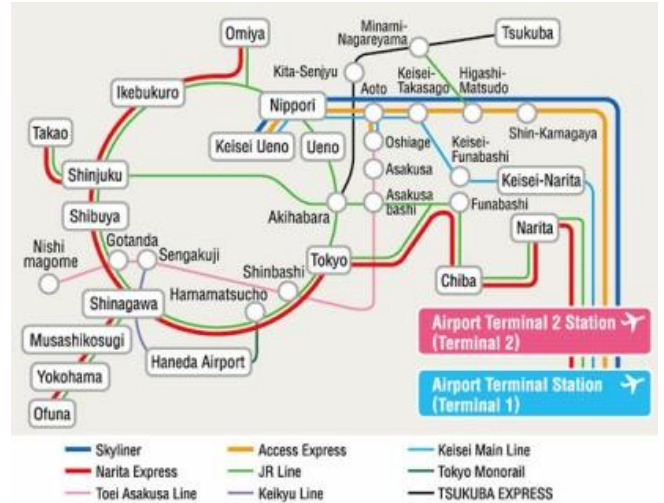 Omiya
Minami-
Nagareyama
Tsukuba
Kita-Senjyu
Ikebukuro
Nippori
Aoto
Keisei-
Takasago
Higashi-
Matsudo
Takao
Keisei Ueno
Ueno
Oshiage
Shin-Kamagaya
Shinjuku
Asakusa
Keisei-
Funabashi
Keisei-Narita
Shibuya
Akihabara
Asakusa
bashi
Funabashi
Nishi
magome
Gotanda
Sengakuji
Tokyo
Narita
Shinbashi
Chiba
Shinagawa
Hamamatsucho
Musashikosugi
Haneda Airport
Airport Terminal 2 Station
(Terminal 2)
Yokohama
Ofuna
Airport Terminal Station
(Terminal 1)
Skyliner
Access Express
Keisei Main Line
Narita Express
JR Line
Tokyo Monorail
Toei Asakusa Line
Keikyu Line
TSUKUBA EXPRESS